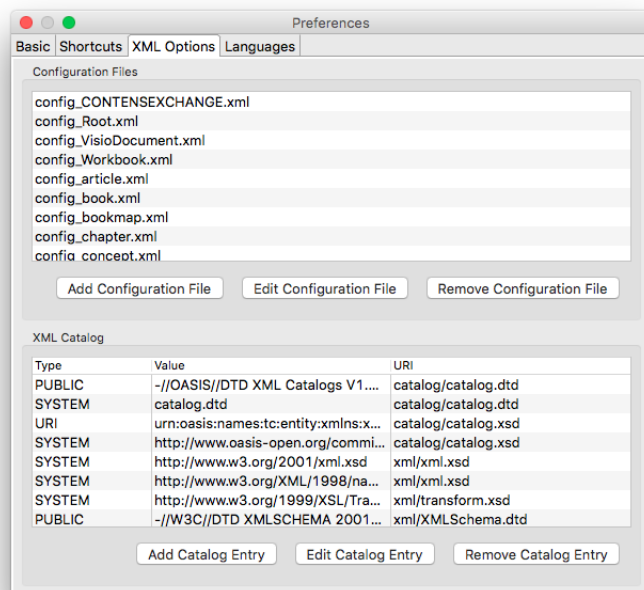 Preferences
Basic Shortcuts XML Options Languages
Configuration Files
config_CONTENSEXCHANGE.xml
config_Root.xml
config_VisioDocument.xml
config_Workbook.xml
config_article.xml
config_book.xml
config_bookmap.xml
config_chapter.xml
config_concept.xml
Add Configuration File Edit Configuration File Remove Configuration File
XML Catalog
Type Value URI
PUBLIC -//OASIS//DTD XML Catalogs V1.... catalog/catalog.dtd
SYSTEM catalog.dtd catalog/catalog.dtd
URI urn:oasis:names:tc:entity:xmlns:x... catalog/catalog.xsd
SYSTEM http://www.oasis-open.org/commi... catalog/catalog.xsd
SYSTEM http://www.w3.org/2001/xml.xsd xml/xml.xsd
SYSTEM http://www.w3.org/XML/1998/na... xml/xml.xsd
SYSTEM http://www.w3.org/1999/XSL/Tra... xml/transform.xsd
PUBLIC -//W3C//DTD XMLSCHEMA 2001... xml/XMLSchema.dtd
Add Catalog Entry Edit Catalog Entry Remove Catalog Entry